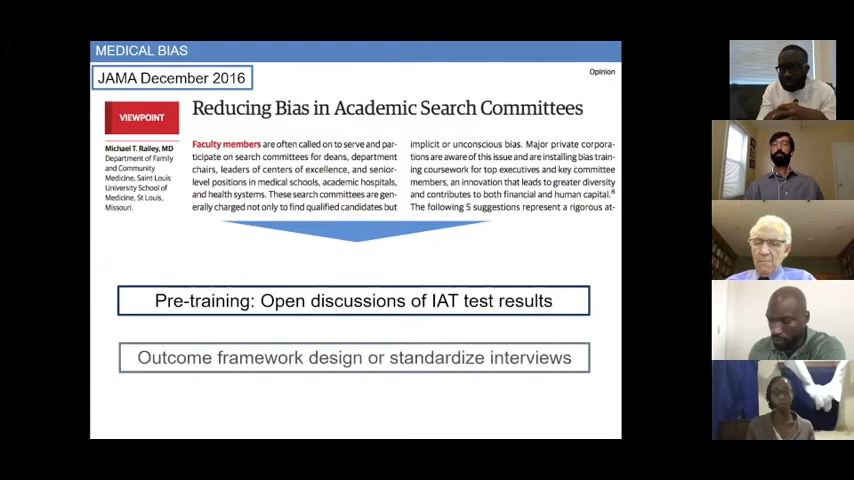 MEDICAL BIAS
JAMA December 2016
Opinion
VIEWPOINT
Reducing Bias in Academic Search Committees
Michael T. Railey, MD
Department of Family
and Community
Medicine, Saint Louis
University School of
Medicine, St Louis,
Missouri.
Faculty members are often called on to serve and par-
ticipate on search committees for deans, department
chairs, leaders of centers of excellence, and senior-
level positions in medical schools, academic hospitals,
and health systems. These search committees are gen-
erally charged not only to find qualified candidates but
implicit or unconscious bias. Major private corpora-
tions are aware of this issue and are installing bias train-
ing coursework for top executives and key committee
members, an innovation that leads to greater diversity
and contributes to both financial and human capital.8
The following 5 suggestions represent a rigorous at-
Pre-training: Open discussions of IAT test results
Outcome framework design or standardize interviews